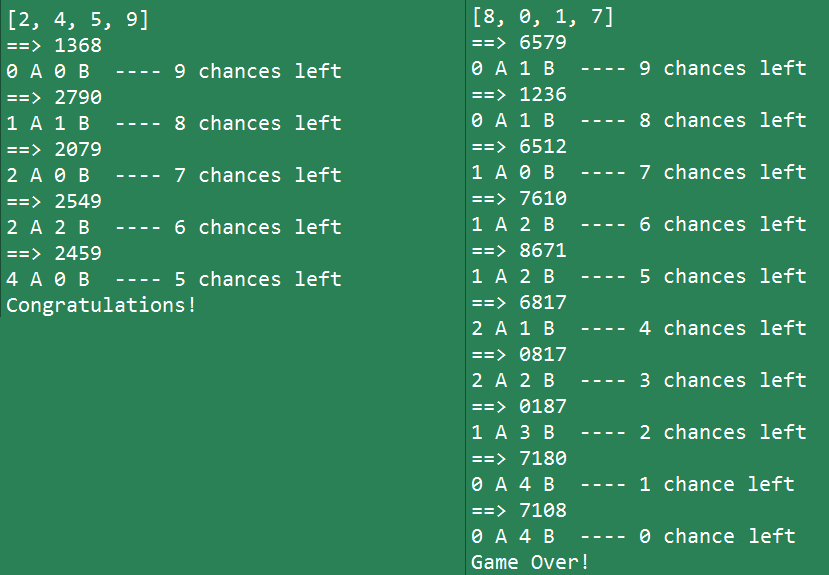 [2, 4, 5, 9]
==> 1368
0 A 0 B  ---- 9 chances left
==> 2790
1 A 1 B  ---- 8 chances left
==> 2079
2 A 0 B  ---- 7 chances left
==> 2549
2 A 2 B  ---- 6 chances left
==> 2459
4 A 0 B  ---- 5 chances left
Congratulations!
[8, 0, 1, 7]
==> 6579
0 A 1 B  ---- 9 chances left
==> 1236
0 A 1 B  ---- 8 chances left
==> 6512
1 A 0 B  ---- 7 chances left
==> 7610
1 A 2 B  ---- 6 chances left
==> 8671
1 A 2 B  ---- 5 chances left
==> 6817
2 A 1 B  ---- 4 chances left
==> 0817
2 A 2 B  ---- 3 chances left
==> 0187
1 A 3 B  ---- 2 chances left
==> 7180
0 A 4 B  ---- 1 chance left
==> 7108
0 A 4 B  ---- 0 chance left
Game Over!